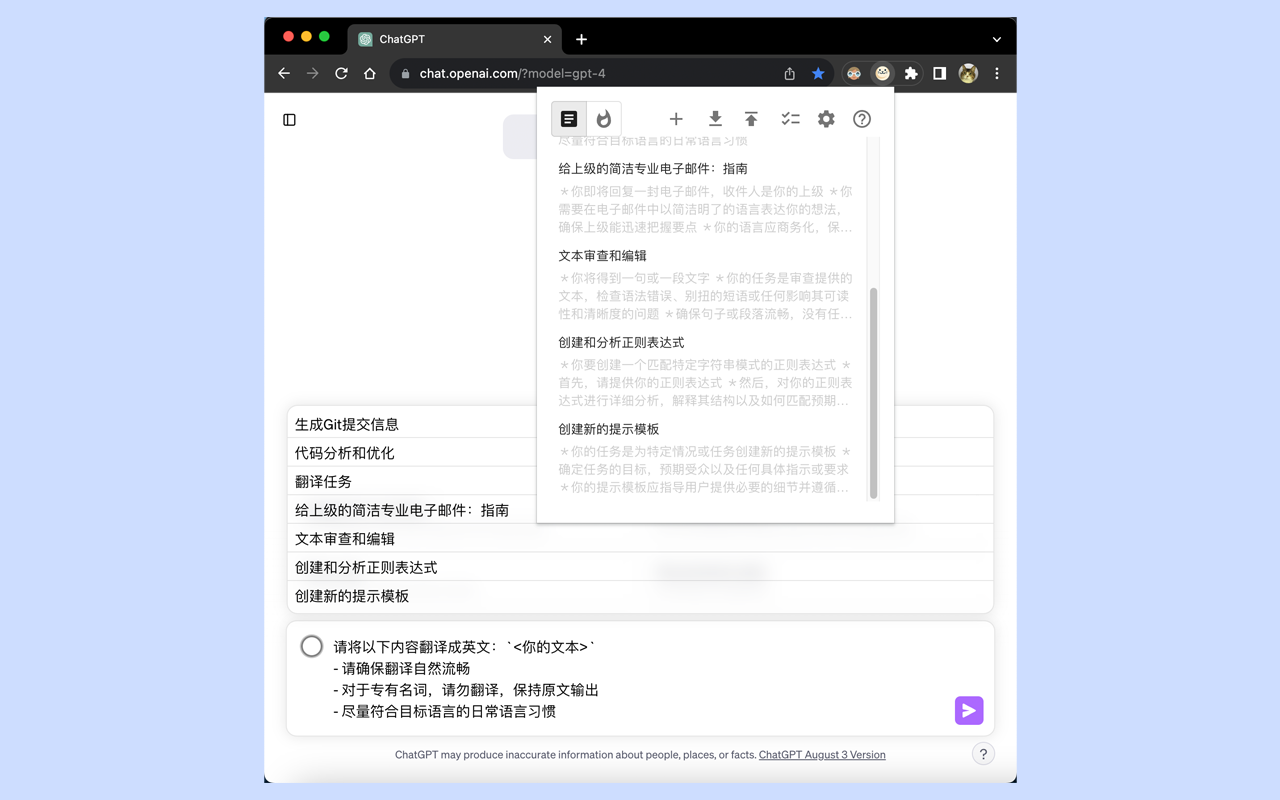 ChatGPT
chat.openai.com/?model=gpt-4
尽量符合目标语言的日常语言习惯
给上级的简洁专业电子邮件：指南
＊你即将回复一封电子邮件，收件人是你的上级 ＊你
需要在电子邮件中以简洁明了的语言表达你的想法，
确保上级能迅速把握要点 ＊你的语言应商务化，保...
文本审查和编辑
＊你将得到一句或一段文字 ＊你的任务是审查提供的
文本，检查语法错误、别扭的短语或任何影响其可读
性和清晰度的问题 ＊确保句子或段落流畅，没有任...
创建和分析正则表达式
＊你要创建一个匹配特定字符串模式的正则表达式 ＊
首先，请提供你的正则表达式 ＊然后，对你的正则表
达式进行详细分析，解释其结构以及如何匹配预期...
创建新的提示模板
＊你的任务是为特定情况或任务创建新的提示模板 ＊
确定任务的目标，预期受众以及任何具体指示或要求
＊你的提示模板应指导用户提供必要的细节并遵循...
生成Git提交信息
代码分析和优化
翻译任务
给上级的简洁专业电子邮件：指南
文本审查和编辑
创建和分析正则表达式
创建新的提示模板
请将以下内容翻译成英文：`<你的文本>`
- 请确保翻译自然流畅
- 对于专有名词，请勿翻译，保持原文输出
- 尽量符合目标语言的日常语言习惯
ChatGPT may produce inaccurate information about people, places, or facts. ChatGPT August 3 Version
?